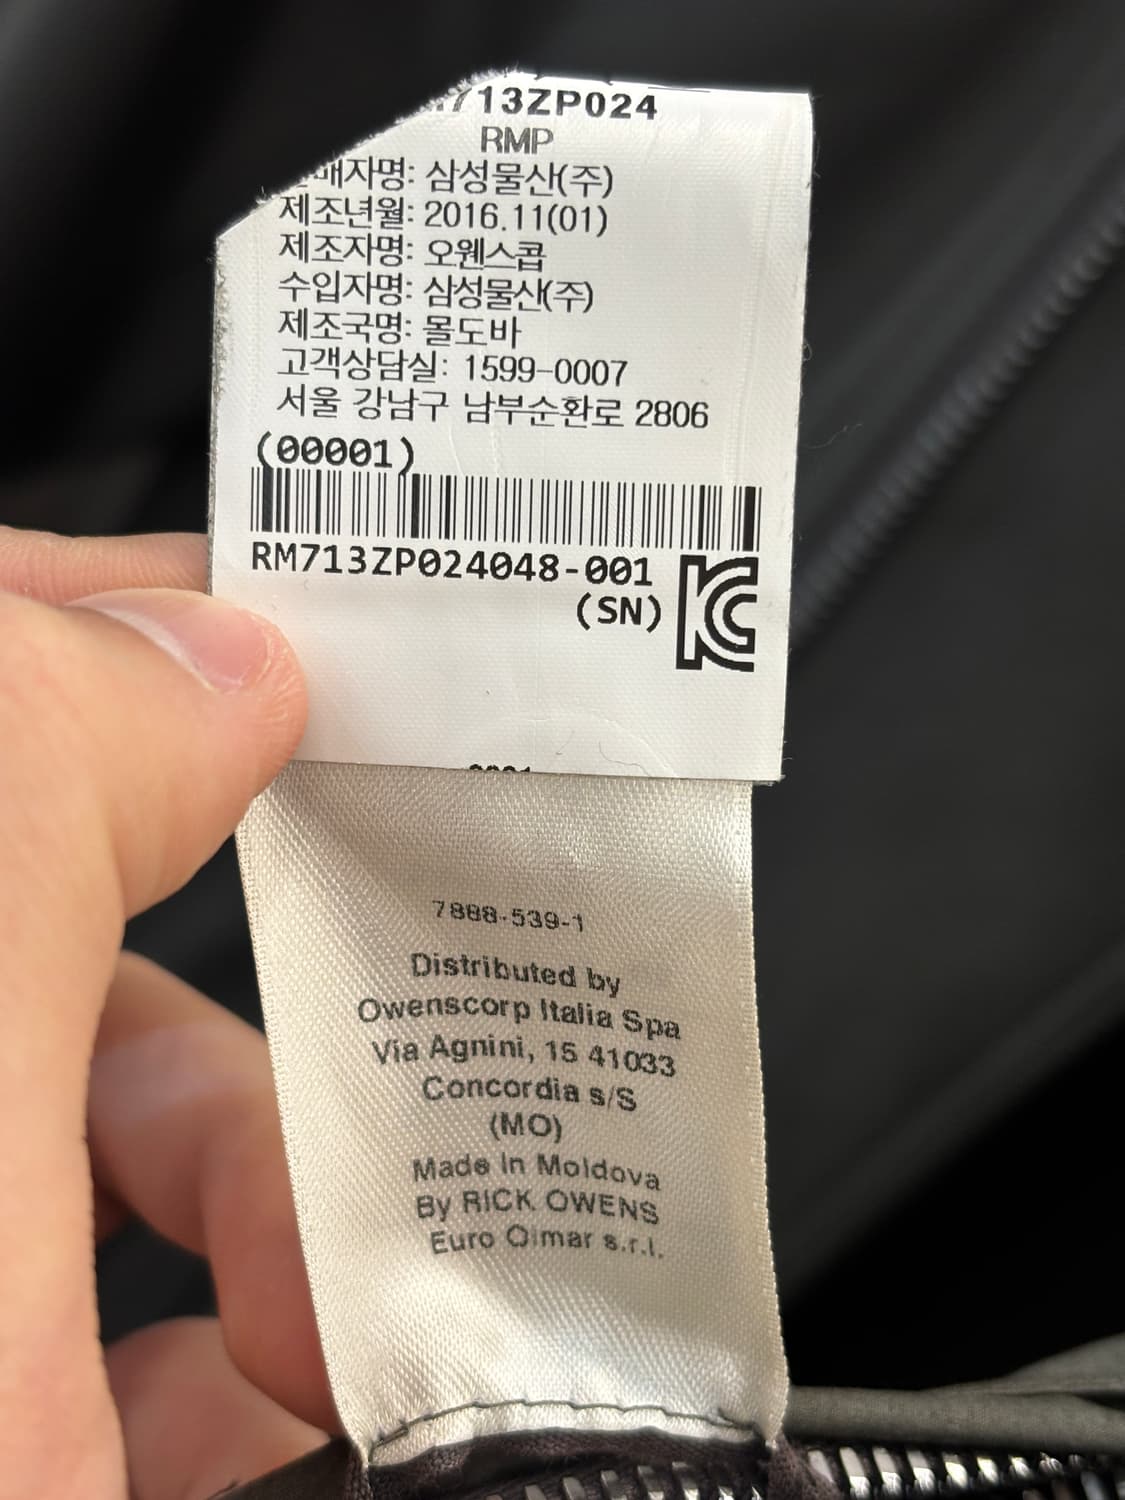 713ZP024
RMP
매자명: 삼성물산(주)
제조년월: 2016.11(01)
제조자명: 오웬스콥
수입자명: 삼성물산(주)
제조국명: 몰도바
고객상담실: 1599-0007
서울 강남구 남부순환로 2806
(00001)
RM713ZP024048-001
(SN)
KC
7888-539-1
Distributed by
Owenscorp Italia Spa
Via Agnini, 15 41033
Concordia s/S
(MO)
Made In Moldova
By RICK OWENS
Euro Oimar s.r.l.